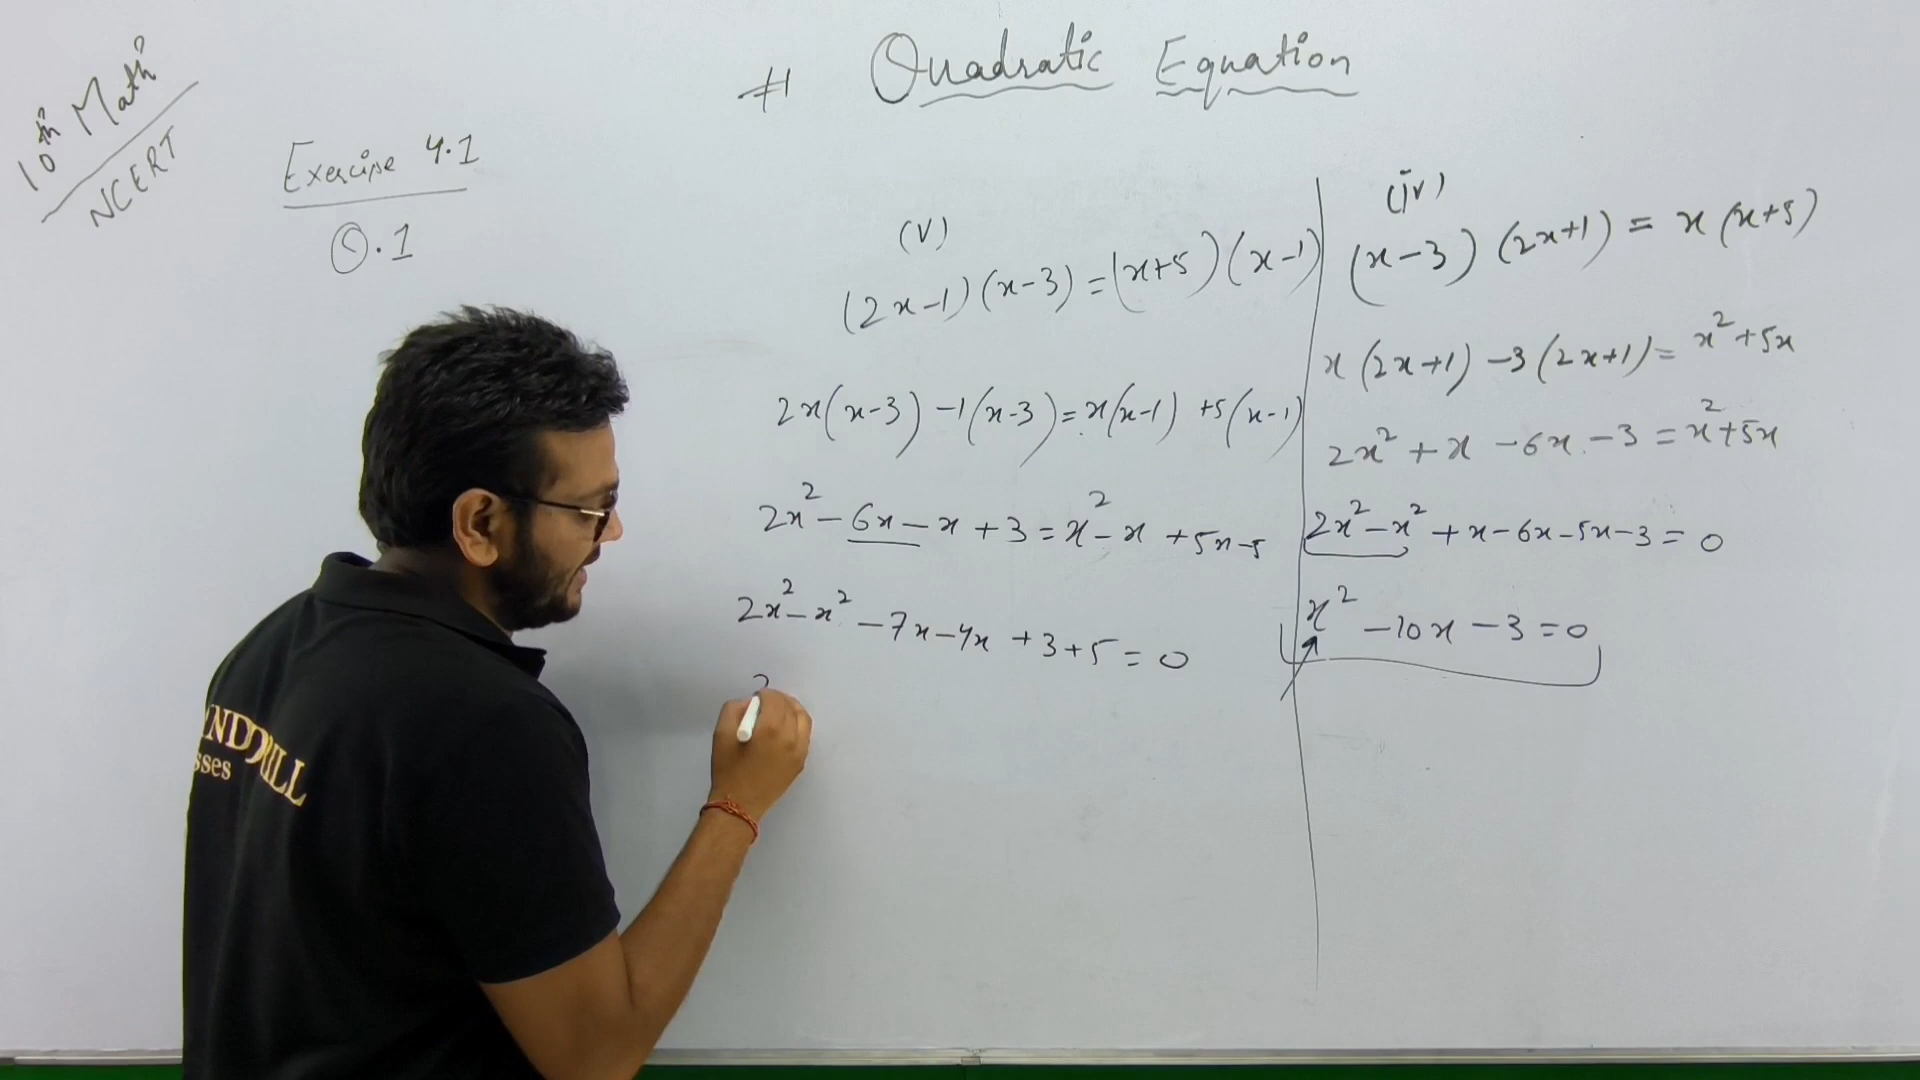 # Quadratic Equation
10th Math
NCERT
Exercise 4.1
Q.1
(v)
(2x-1)(x-3)=(x+5)(x-1)
2x(x-3)-1(x-3)=x(x-1)+5(x-1)
2x²-6x-x+3=x²-x+5x-5
2x²-x²-7x-4x+3+5=0
(iv)
(x-3)(2x+1)=x(x+5)
x(2x+1)-3(2x+1)=x²+5x
2x²+x-6x-3=x²+5x
2x²-x²+x-6x-5x-3=0
x²-10x-3=0